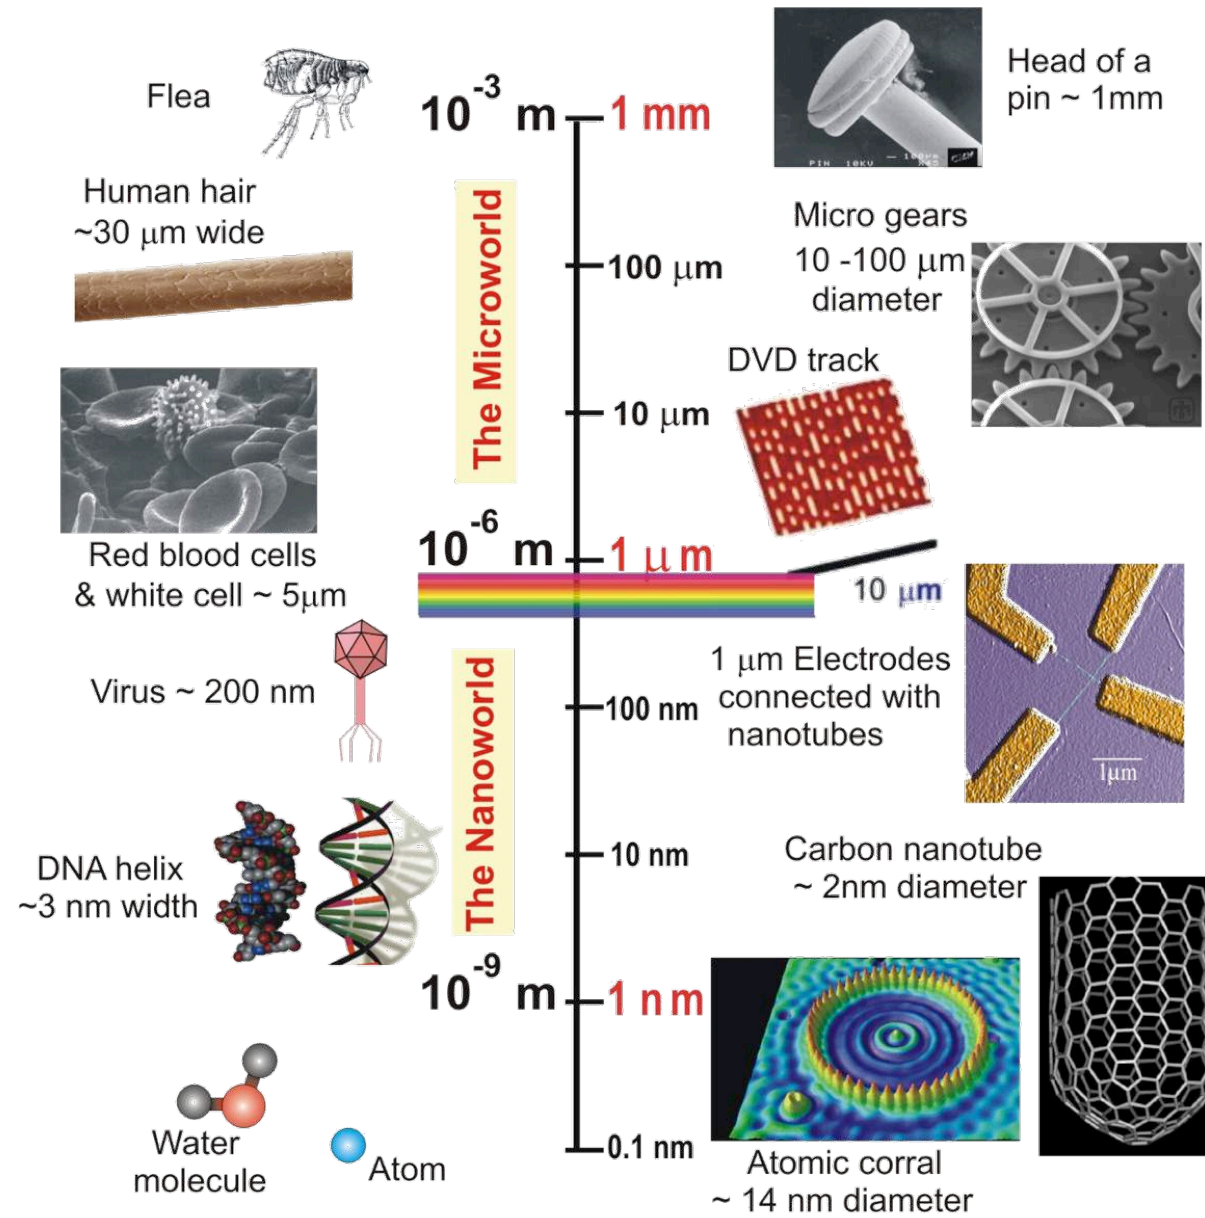 Flea
10⁻³ m
1 mm
Head of a
pin ~ 1mm
PIN 10KV 100µm
Human hair
~30 µm wide
The Microworld
100 µm
Micro gears
10 -100 µm
diameter
DVD track
10 µm
10⁻⁶ m
1 µm
10 µm
Red blood cells
& white cell ~ 5µm
Virus ~ 200 nm
The Nanoworld
100 nm
1 µm Electrodes
connected with
nanotubes
1µm
DNA helix
~3 nm width
10 nm
Carbon nanotube
~ 2nm diameter
10⁻⁹ m
1 nm
Water
molecule
Atom
0.1 nm
Atomic corral
~ 14 nm diameter